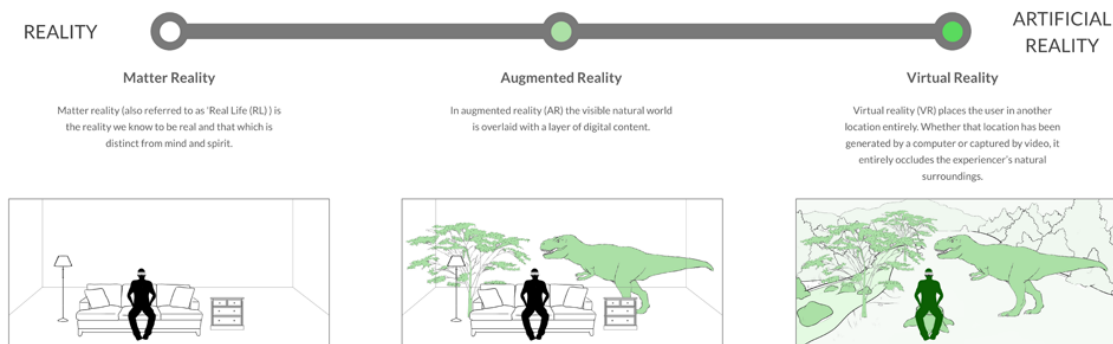 REALITY
ARTIFICIAL
REALITY
Matter Reality
Matter reality (also referred to as 'Real Life (RL) ) is
the reality we know to be real and that which is
distinct from mind and spirit.
Augmented Reality
In augmented reality (AR) the visible natural world
is overlaid with a layer of digital content.
Virtual Reality
Virtual reality (VR) places the user in another
location entirely. Whether that location has been
generated by a computer or captured by video, it
entirely occludes the experiencer's natural
surroundings.